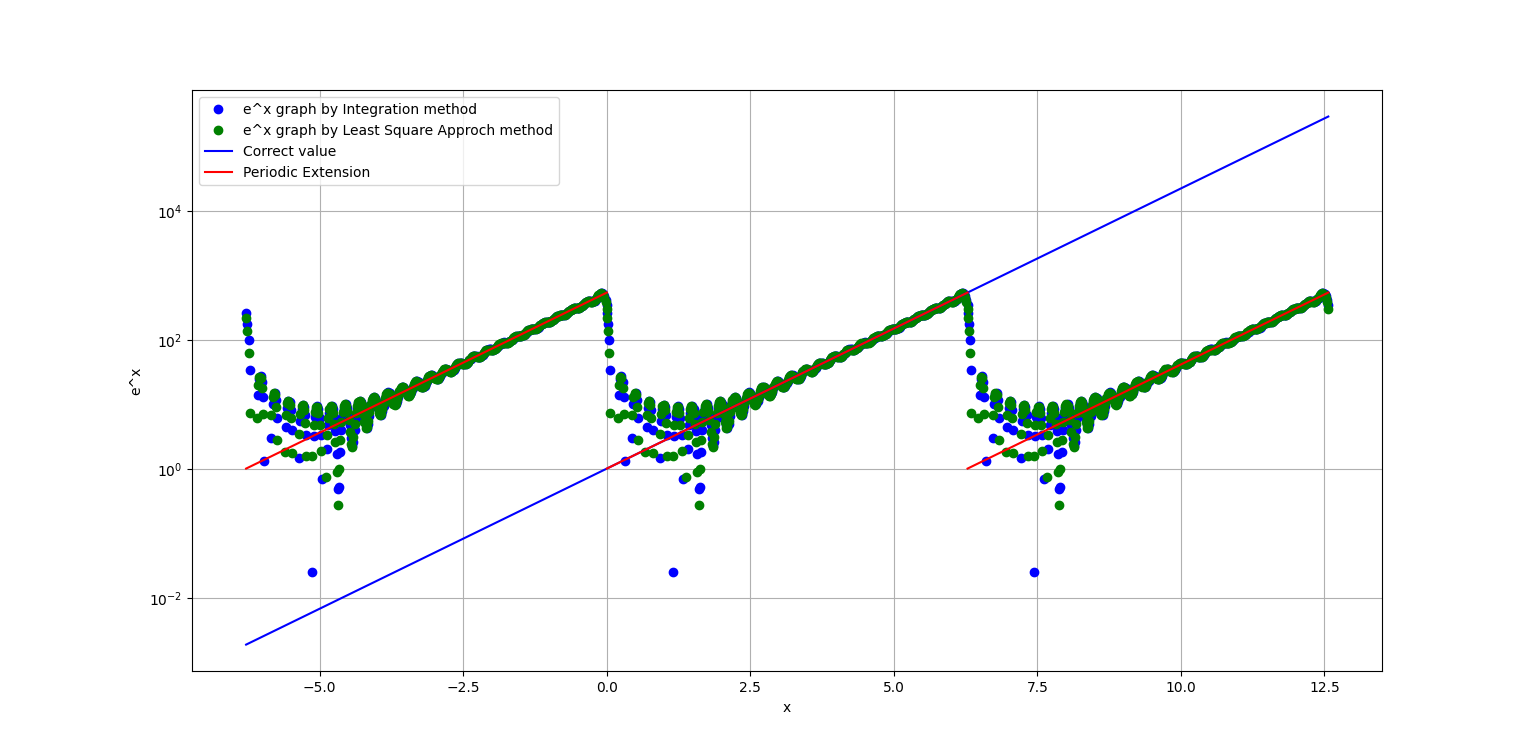 e^x graph by Integration method
e^x graph by Least Square Approch method
Correct value
Periodic Extension
10^4
10^2
10^0
10^−2
e^x
−5.0 −2.5 0.0 2.5 5.0 7.5 10.0 12.5
x